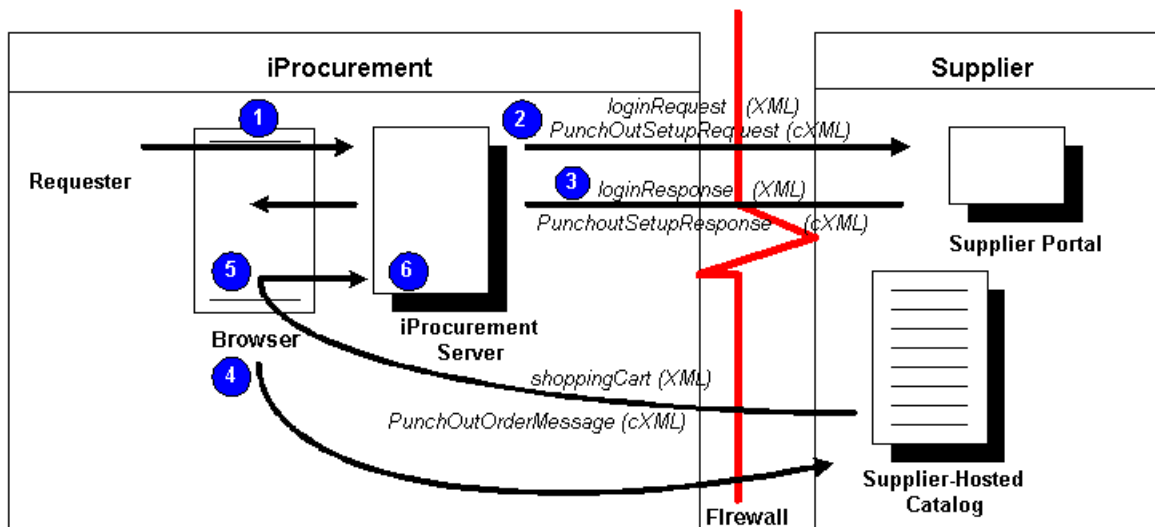 iProcurement
Supplier
1
2
loginRequest (XML)
PunchOutSetupRequest (cXML)
Requester
3
loginResponse (XML)
PunchoutSetupResponse (cXML)
Supplier Portal
5
6
Browser
iProcurement
Server
4
shoppingCart (XML)
PunchOutOrderMessage (cXML)
Supplier-Hosted
Catalog
FIrewall